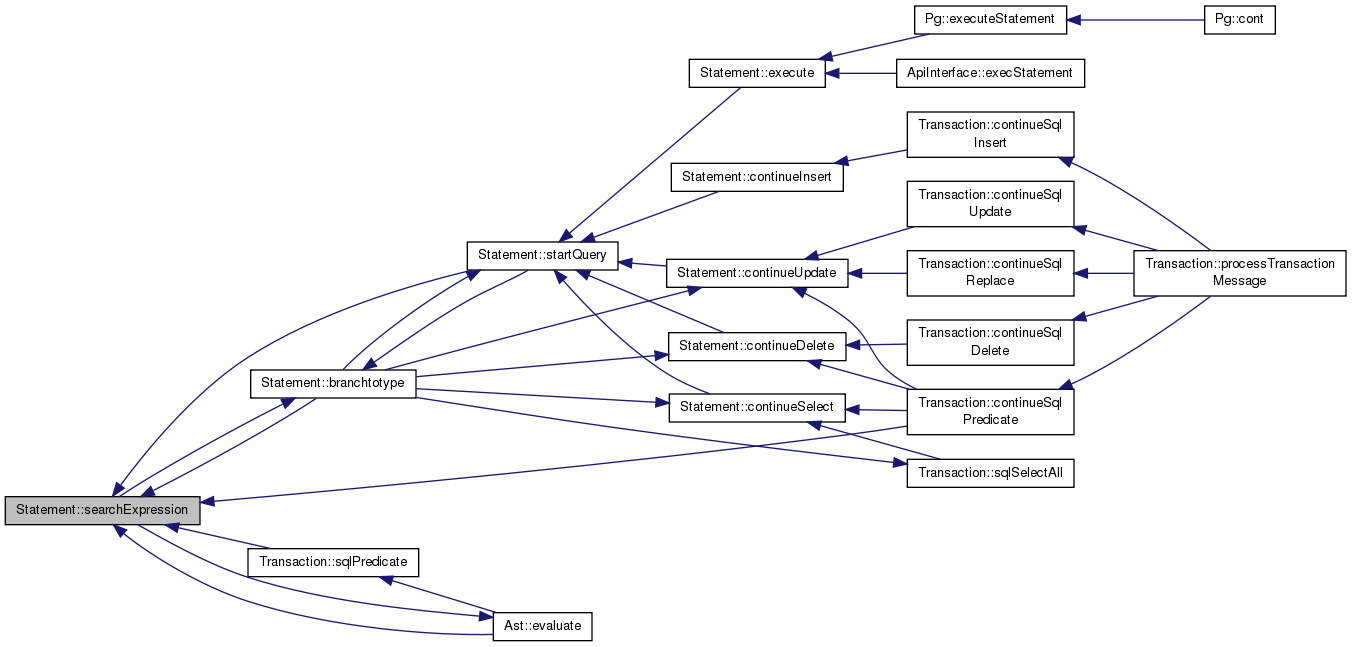 Pg::executeStatement
Pg::cont
Statement::execute
ApiInterface::execStatement
Transaction::continueSql
Insert
Statement::continueInsert
Transaction::continueSql
Update
Statement::startQuery
Statement::continueUpdate
Transaction::continueSql
Replace
Transaction::processTransaction
Message
Statement::continueDelete
Transaction::continueSql
Delete
Statement::branchtotype
Statement::continueSelect
Transaction::continueSql
Predicate
Transaction::sqlSelectAll
Statement::searchExpression
Transaction::sqlPredicate
Ast::evaluate